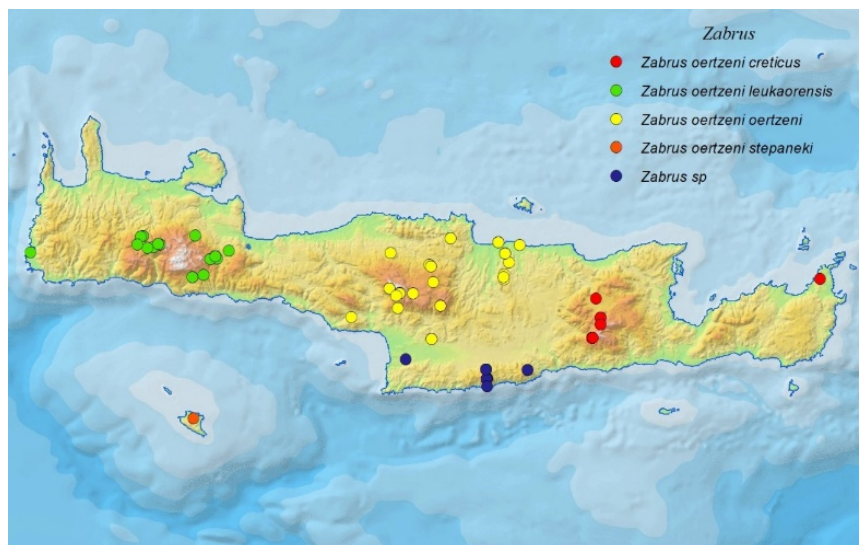 Zabrus
Zabrus oertzeni creticus
Zabrus oertzeni leukaorensis
Zabrus oertzeni oertzeni
Zabrus oertzeni stepaneki
Zabrus sp